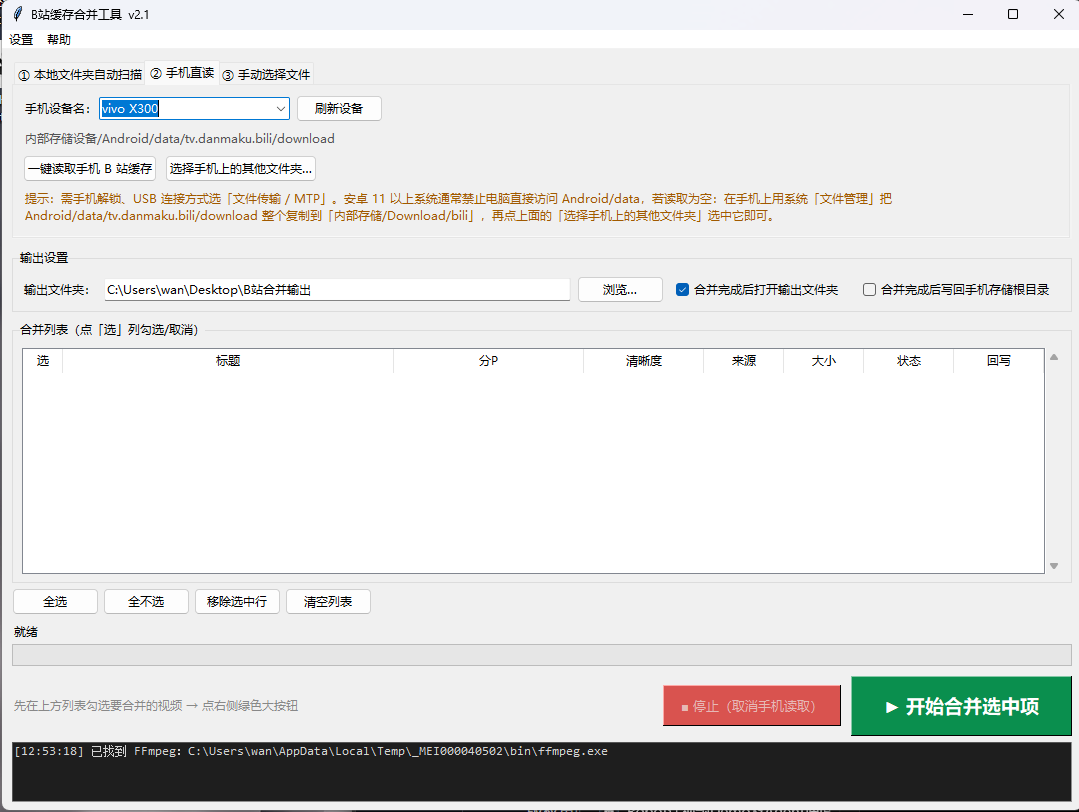 B站缓存合并工具 v2.1
设置 帮助
① 本地文件夹自动扫描 ② 手机直读 ③ 手动选择文件
手机设备名: vivo X300 刷新设备
内部存储设备/Android/data/tv.danmaku.bili/download
一键读取手机 B 站缓存 选择手机上的其他文件夹...
提示：需手机解锁、USB 连接方式选「文件传输 / MTP」。安卓 11 以上系统通常禁止电脑直接访问 Android/data，若读取为空：在手机上用系统「文件管理」把
Android/data/tv.danmaku.bili/download 整个复制到「内部存储/Download/bili」，再点上面的「选择手机上的其他文件夹」选中它即可。
输出设置
输出文件夹: C:\Users\wan\Desktop\B站合并输出 浏览... 合并完成后打开输出文件夹 合并完成后写回手机存储根目录
合并列表（点「选」列勾选/取消）
选 标题 分P 清晰度 来源 大小 状态 回写
全选 全不选 移除选中行 清空列表
就绪
先在上方列表勾选要合并的视频 → 点右侧绿色大按钮 ■ 停止（取消手机读取） ▶ 开始合并选中项
[12:53:18] 已找到 FFmpeg: C:\Users\wan\AppData\Local\Temp\_MEI000040502\bin\ffmpeg.exe